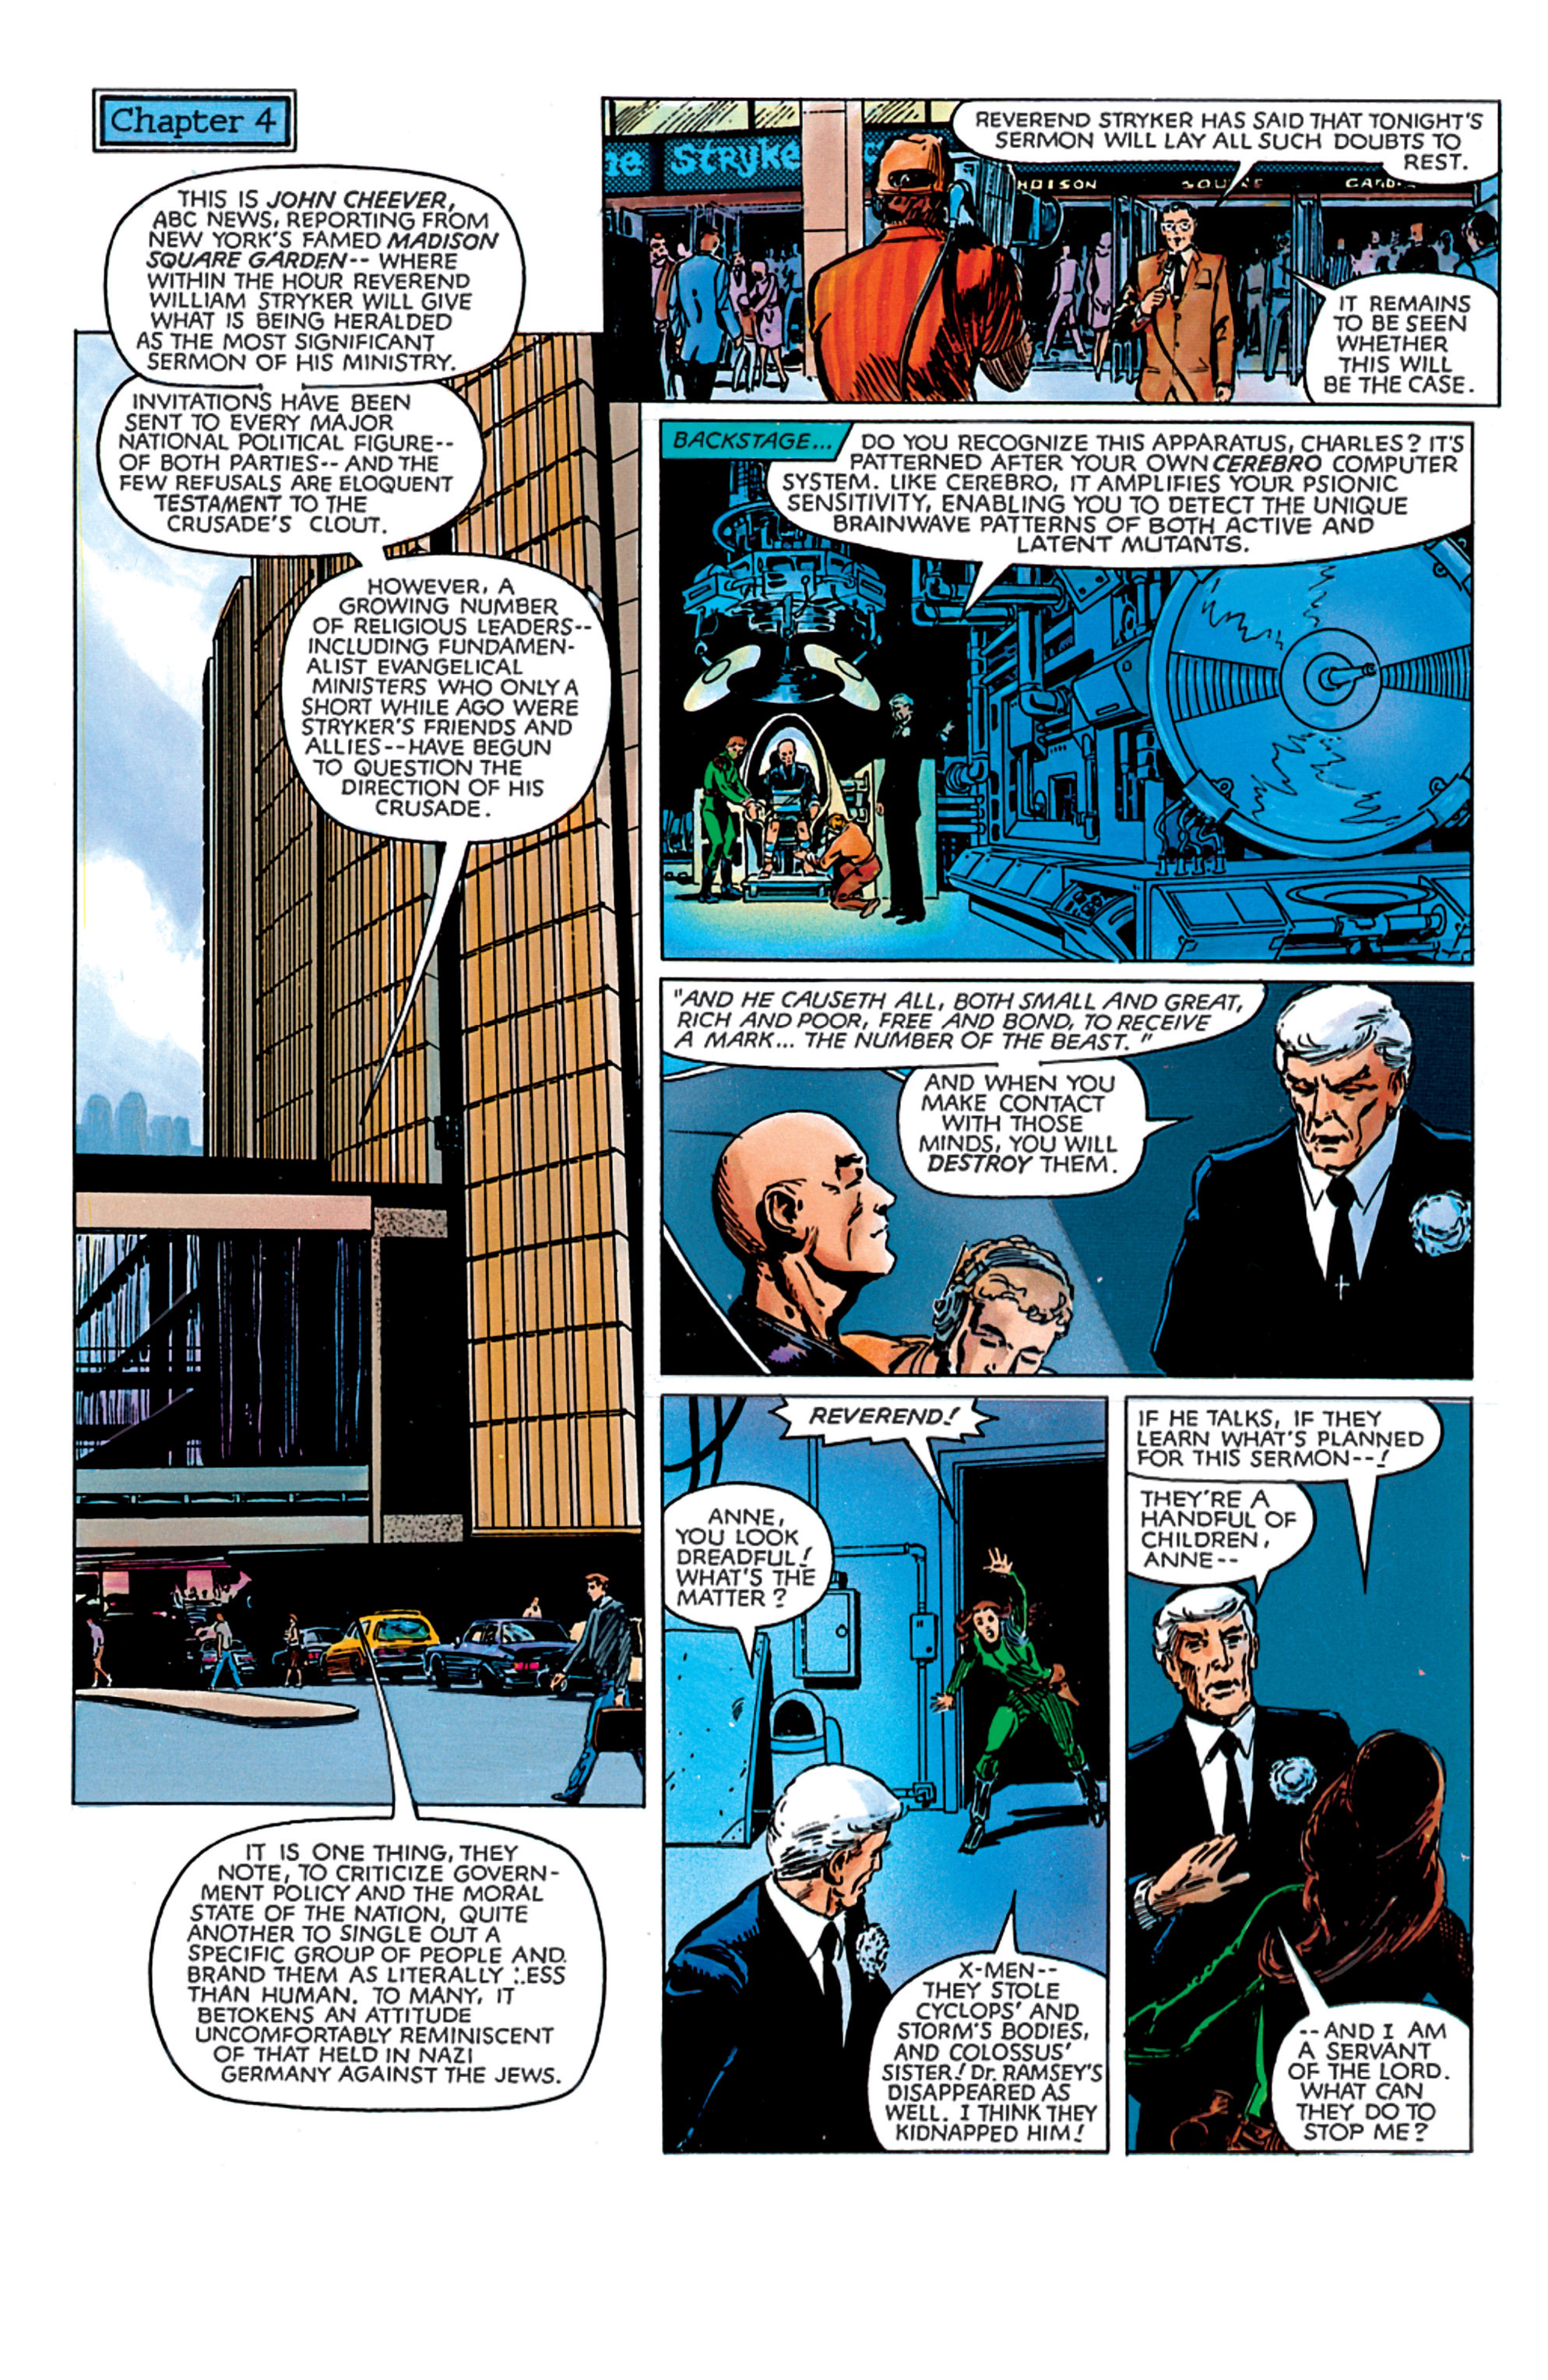 Chapter 4
THIS IS JOHN CHEEVER,
ABC NEWS, REPORTING FROM
NEW YORK'S FAMED MADISON
SQUARE GARDEN-- WHERE
WITHIN THE HOUR REVEREND
WILLIAM STRYKER WILL GIVE
WHAT IS BEING HERALDED
AS THE MOST SIGNIFICANT
SERMON OF HIS MINISTRY.
INVITATIONS HAVE BEEN
SENT TO EVERY MAJOR
NATIONAL POLITICAL FIGURE--
OF BOTH PARTIES-- AND THE
FEW REFUSALS ARE ELOQUENT
TESTAMENT TO THE
CRUSADE'S CLOUT.
HOWEVER, A
GROWING NUMBER
OF RELIGIOUS LEADERS--
INCLUDING FUNDAMEN-
ALIST EVANGELICAL
MINISTERS WHO ONLY A
SHORT WHILE AGO WERE
STRYKER'S FRIENDS AND
ALLIES--HAVE BEGUN
TO QUESTION THE
DIRECTION OF HIS
CRUSADE.
IT IS ONE THING, THEY
NOTE, TO CRITICIZE GOVERN-
MENT POLICY AND THE MORAL
STATE OF THE NATION, QUITE
ANOTHER TO SINGLE OUT A
SPECIFIC GROUP OF PEOPLE AND
BRAND THEM AS LITERALLY LESS
THAN HUMAN. TO MANY, IT
BETOKENS AN ATTITUDE
UNCOMFORTABLY REMINISCENT
OF THAT HELD IN NAZI
GERMANY AGAINST THE JEWS.
he Stryke
MADISON SQUARE GARDEN
REVEREND STRYKER HAS SAID THAT TONIGHT'S
SERMON WILL LAY ALL SUCH DOUBTS TO
REST.
IT REMAINS
TO BE SEEN
WHETHER
THIS WILL
BE THE CASE.
BACKSTAGE...
DO YOU RECOGNIZE THIS APPARATUS, CHARLES? IT'S
PATTERNED AFTER YOUR OWN CEREBRO COMPUTER
SYSTEM. LIKE CEREBRO, IT AMPLIFIES YOUR PSIONIC
SENSITIVITY, ENABLING YOU TO DETECT THE UNIQUE
BRAINWAVE PATTERNS OF BOTH ACTIVE AND
LATENT MUTANTS.
"AND HE CAUSETH ALL, BOTH SMALL AND GREAT,
RICH AND POOR, FREE AND BOND, TO RECEIVE
A MARK... THE NUMBER OF THE BEAST. "
AND WHEN YOU
MAKE CONTACT
WITH THOSE
MINDS, YOU WILL
DESTROY THEM.
REVEREND!
ANNE,
YOU LOOK
DREADFUL!
WHAT'S THE
MATTER?
X-MEN--
THEY STOLE
CYCLOPS' AND
STORM'S BODIES,
AND COLOSSUS'
SISTER! Dr. RAMSEY'S
DISAPPEARED AS
WELL. I THINK THEY
KIDNAPPED HIM!
IF HE TALKS, IF THEY
LEARN WHAT'S PLANNED
FOR THIS SERMON--!
THEY'RE A
HANDFUL OF
CHILDREN,
ANNE--
--AND I AM
A SERVANT
OF THE LORD.
WHAT CAN
THEY DO TO
STOP ME?